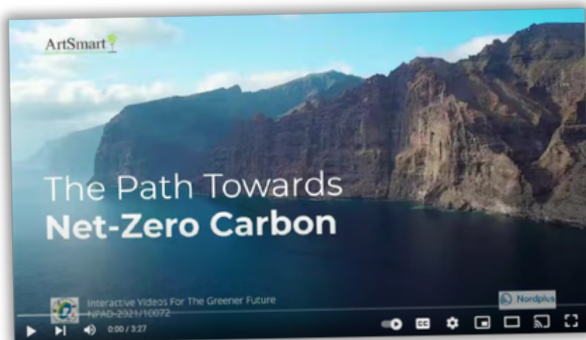 ArtSmart
The Path Towards
Net-Zero Carbon
Interactive Videos For The Greener Future
NPAD-2021/10072
Nordplus
0:00 / 3:27
CC